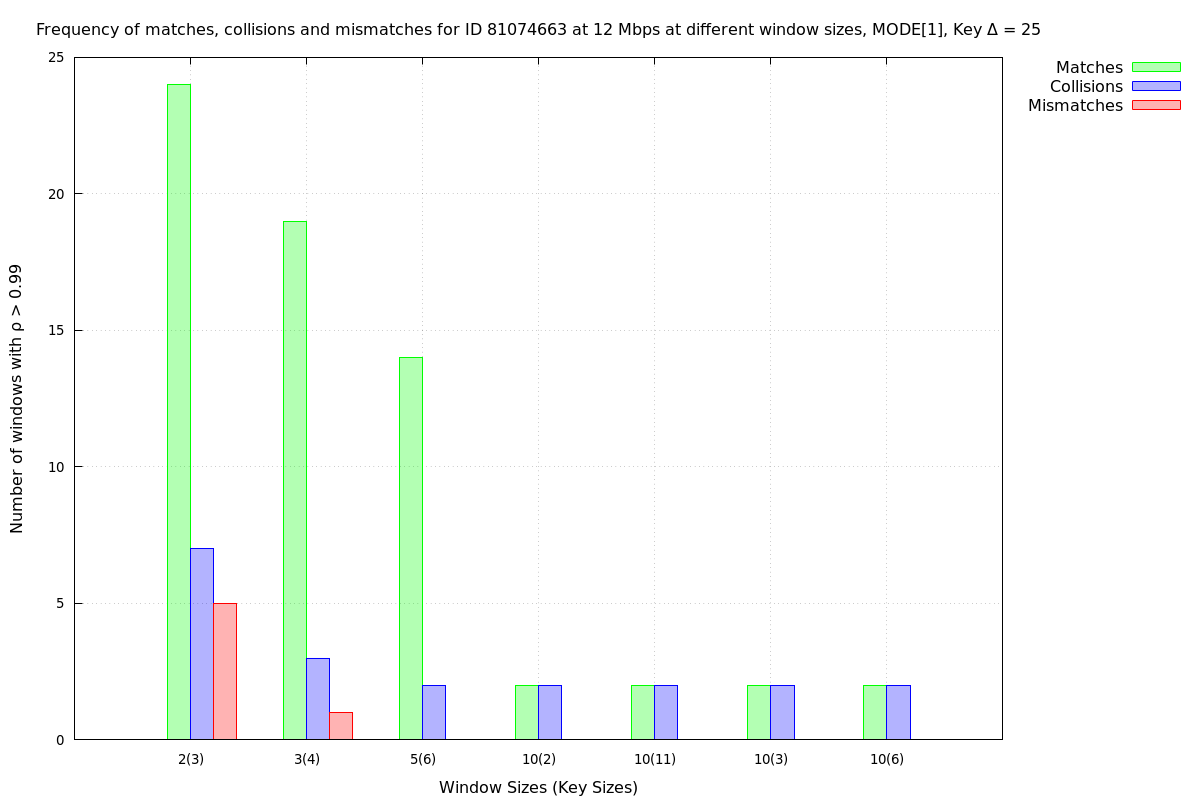 Frequency of matches, collisions and mismatches for ID 81074663 at 12 Mbps at different window sizes, MODE[1], Key Δ = 25
Matches
Collisions
Mismatches
Number of windows with ρ > 0.99
25
20
15
10
5
0
2(3) 3(4) 5(6) 10(2) 10(11) 10(3) 10(6)
Window Sizes (Key Sizes)